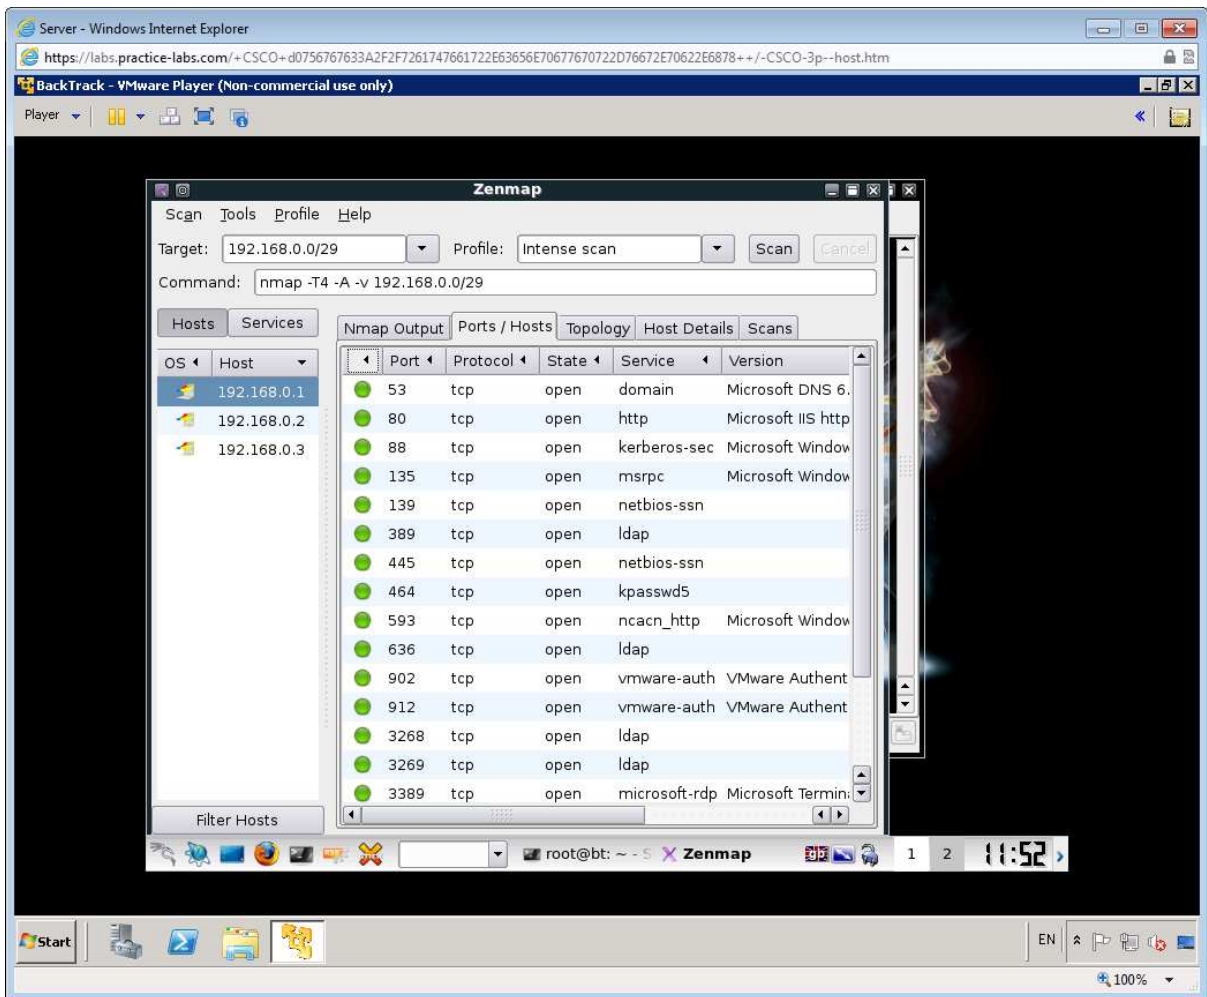 Server - Windows Internet Explorer
https://labs.practice-labs.com/+CSCO+d0756767633A2F2F7261747661722E63656E70677670722D76672E70622E6878++/-CSCO-3p--host.htm
BackTrack - VMware Player (Non-commercial use only)
Player
Zenmap
Scan Tools Profile Help
Target: 192.168.0.0/29 Profile: Intense scan Scan Cancel
Command: nmap -T4 -A -v 192.168.0.0/29
Hosts Services Nmap Output Ports / Hosts Topology Host Details Scans
OS Host Port Protocol State Service Version
192.168.0.1 53 tcp open domain Microsoft DNS 6.
192.168.0.2 80 tcp open http Microsoft IIS http
192.168.0.3 88 tcp open kerberos-sec Microsoft Window
135 tcp open msrpc Microsoft Window
139 tcp open netbios-ssn
389 tcp open ldap
445 tcp open netbios-ssn
464 tcp open kpasswd5
593 tcp open ncacn_http Microsoft Window
636 tcp open ldap
902 tcp open vmware-auth VMware Authent
912 tcp open vmware-auth VMware Authent
3268 tcp open ldap
3269 tcp open ldap
3389 tcp open microsoft-rdp Microsoft Termin
Filter Hosts
root@bt: ~ - S Zenmap gb 1 2 11:52
Start EN
100%